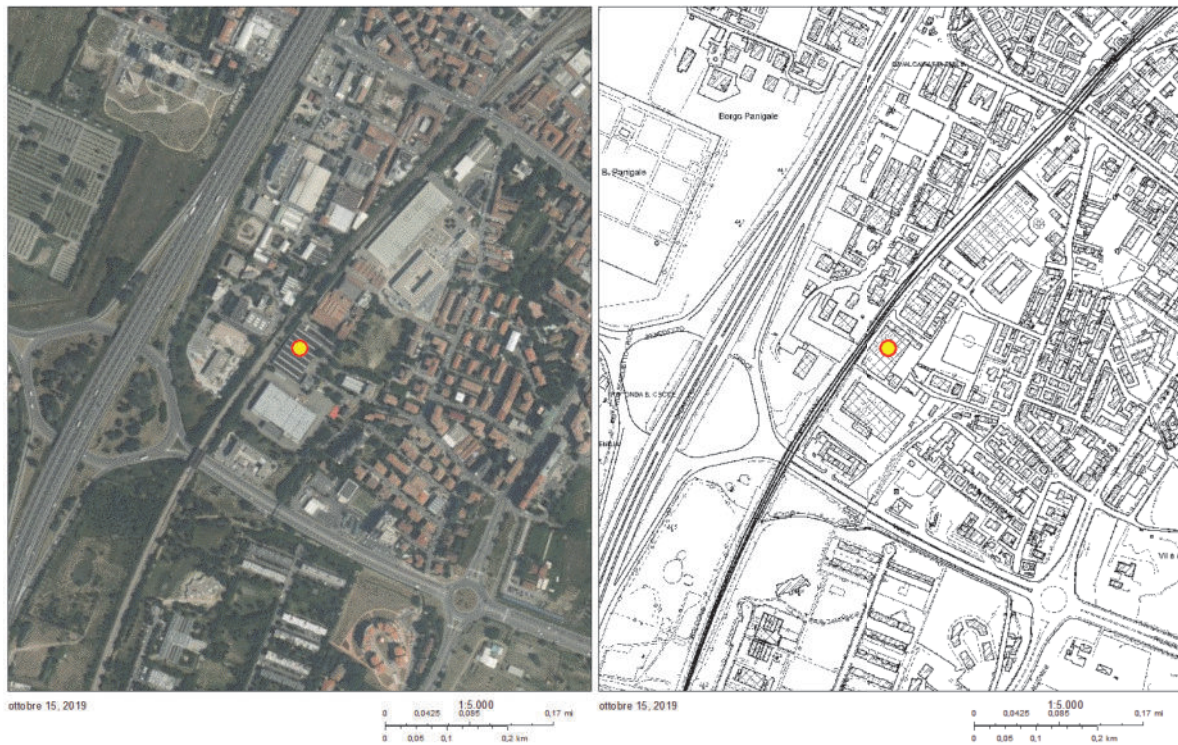 Borgo Panigale
B. Panigale
ottobre 15, 2019
1:5.000
0 0,0425 0,085 0,17 mi
0 0,05 0,1 0,2 km
ottobre 15, 2019
1:5.000
0 0,0425 0,085 0,17 mi
0 0,05 0,1 0,2 km